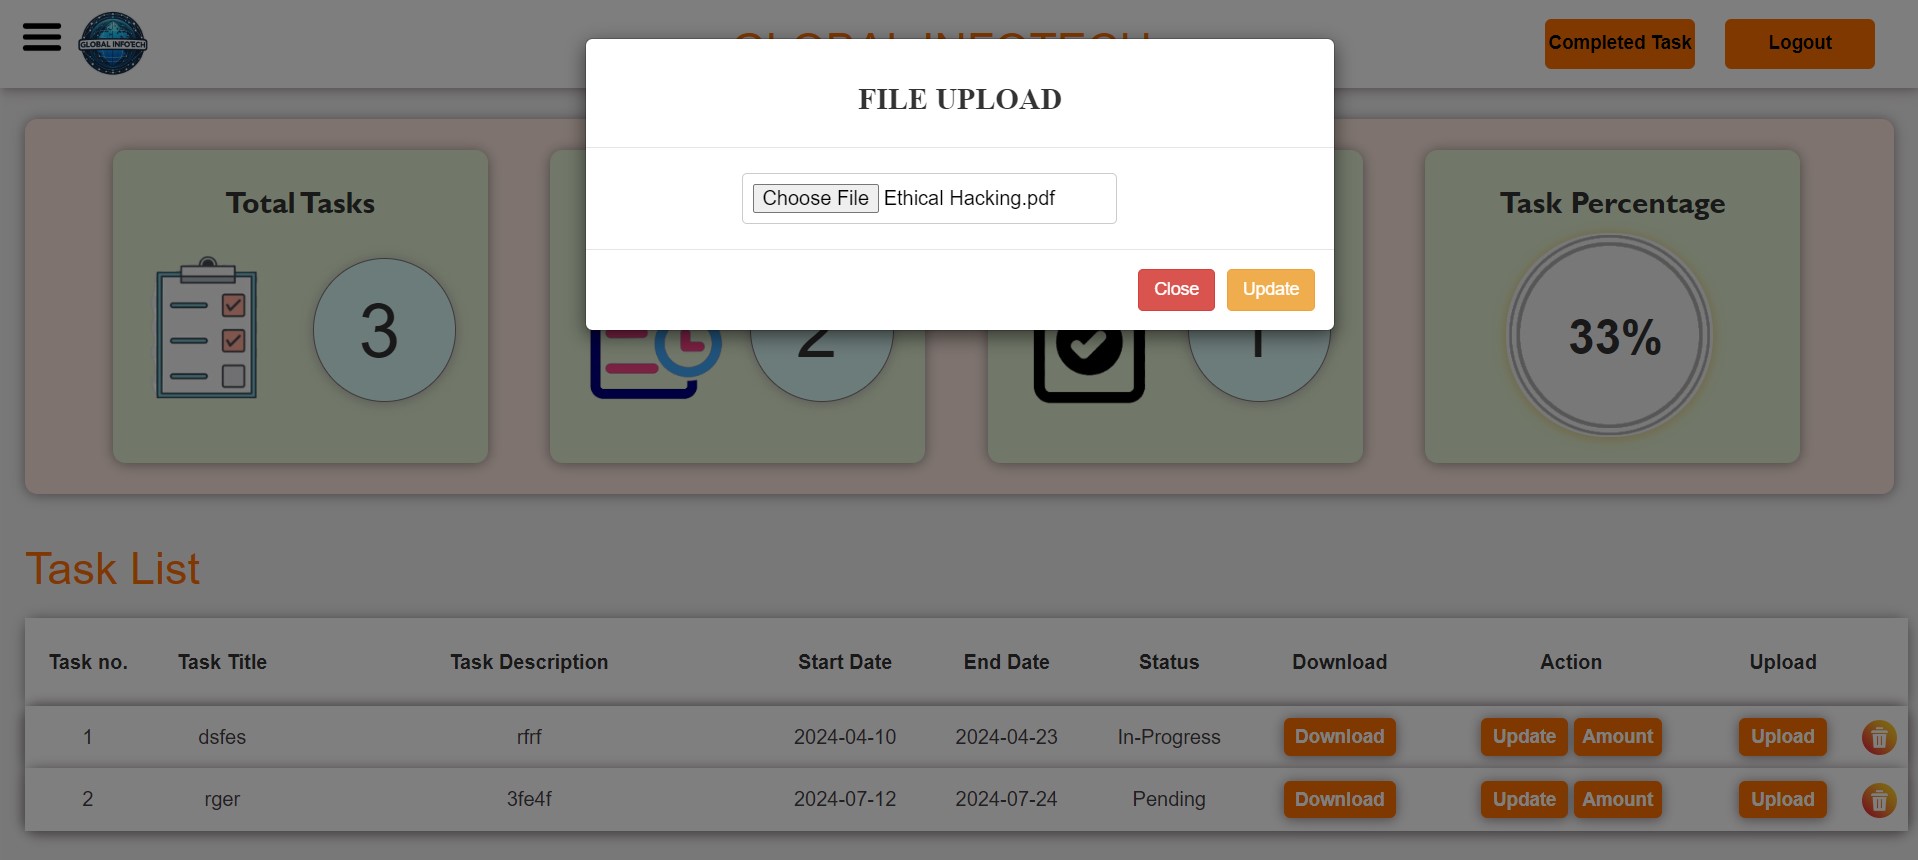 GLOBAL INFOTECH
GLOBAL INFOTECH
Completed Task
Logout
FILE UPLOAD
Choose File Ethical Hacking.pdf
Close
Update
Total Tasks
3
2
1
Task Percentage
33%
Task List
Task no. Task Title Task Description Start Date End Date Status Download Action Upload
1 dsfes rfrf 2024-04-10 2024-04-23 In-Progress Download Update Amount Upload
2 rger 3fe4f 2024-07-12 2024-07-24 Pending Download Update Amount Upload